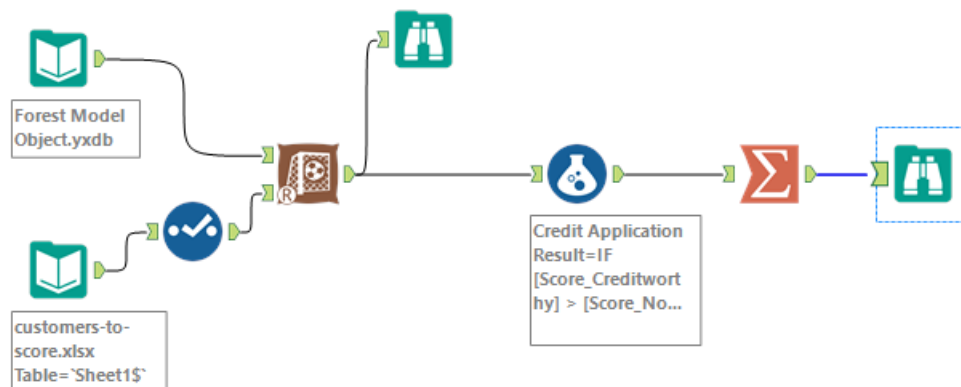 Forest Model
Object.yxdb
R
customers-to-
score.xlsx
Table=`Sheet1$`
Credit Application
Result=IF
[Score_Creditwort
hy] > [Score_No...